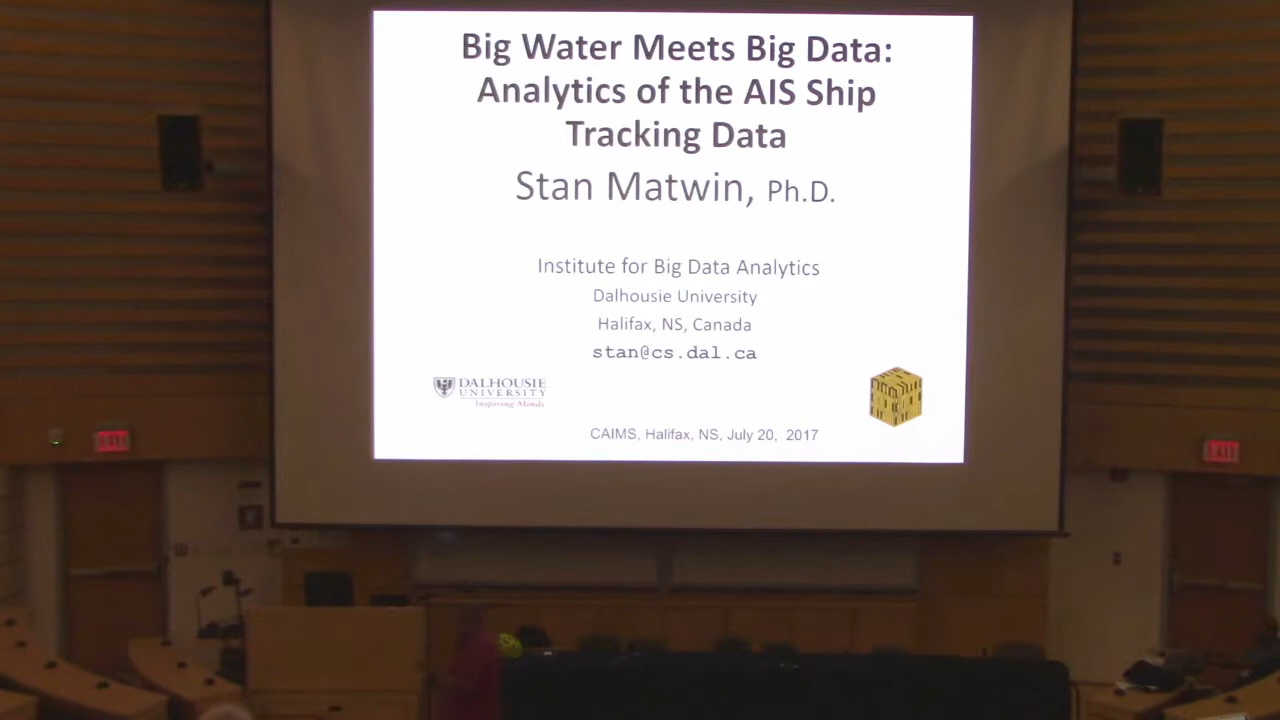 Big Water Meets Big Data:
Analytics of the AIS Ship
Tracking Data
Stan Matwin, Ph.D.
Institute for Big Data Analytics
Dalhousie University
Halifax, NS, Canada
stan@cs.dal.ca
DALHOUSIE
UNIVERSITY
Inspiring Minds
CAIMS, Halifax, NS, July 20, 2017
EXIT
EXIT